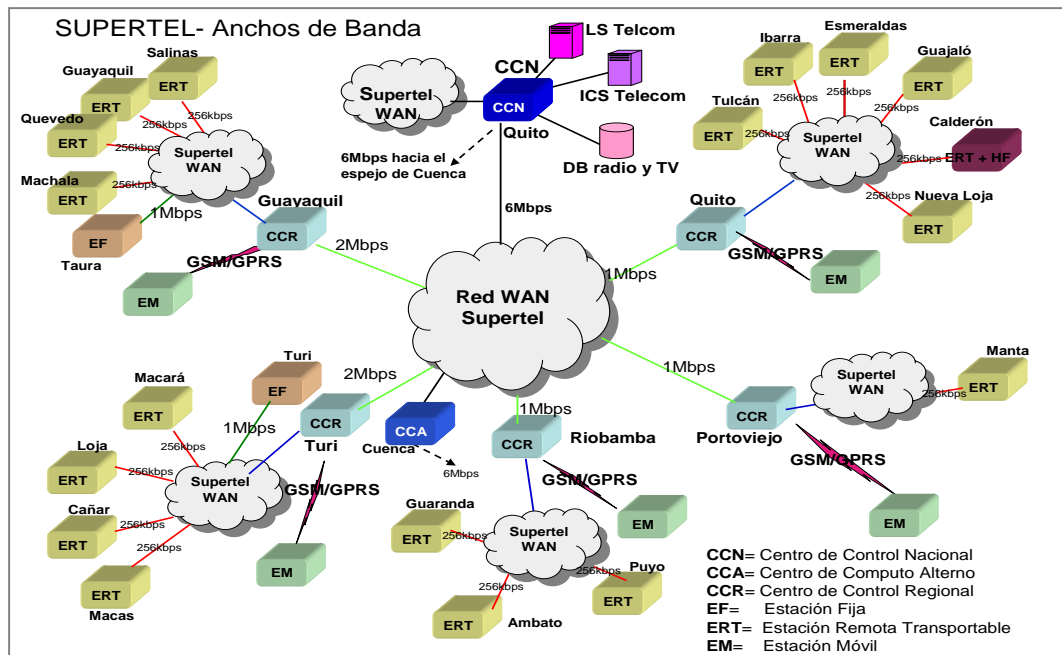 SUPERTEL- Anchos de Banda
LS Telcom
ICS Telecom
DB radio y TV
CCN
CCN
Quito
Supertel
WAN
6Mbps hacia el
espejo de Cuenca
6Mbps
Salinas
ERT
Guayaquil
ERT
Quevedo
ERT
Machala
ERT
256kbps
256kbps
256kbps
256kbps
Supertel
WAN
1Mbps
EF
Taura
Guayaquil
CCR
2Mbps
GSM/GPRS
EM
Esmeraldas
ERT
Ibarra
ERT
Guajaló
ERT
Tulcán
ERT
Calderón
ERT + HF
Nueva Loja
ERT
256kbps
256kbps
256kbps
256kbps
256kbps
256kbps
Supertel
WAN
Quito
CCR
1Mbps
GSM/GPRS
EM
Red WAN
Supertel
Turi
EF
Macará
ERT
Loja
ERT
Cañar
ERT
Macas
ERT
1Mbps
256kbps
256kbps
256kbps
256kbps
Supertel
WAN
CCR
Turi
2Mbps
GSM/GPRS
EM
CCA
Cuenca
6Mbps
1Mbps
CCR
Riobamba
GSM/GPRS
EM
Supertel
WAN
Guaranda
ERT
256kbps
256kbps
256kbps
Puyo
ERT
ERT
Ambato
1Mbps
CCR
Portoviejo
Supertel
WAN
Manta
256kbps
ERT
GSM/GPRS
EM
CCN= Centro de Control Nacional
CCA= Centro de Computo Alterno
CCR= Centro de Control Regional
EF= Estación Fija
ERT= Estación Remota Transportable
EM= Estación Móvil